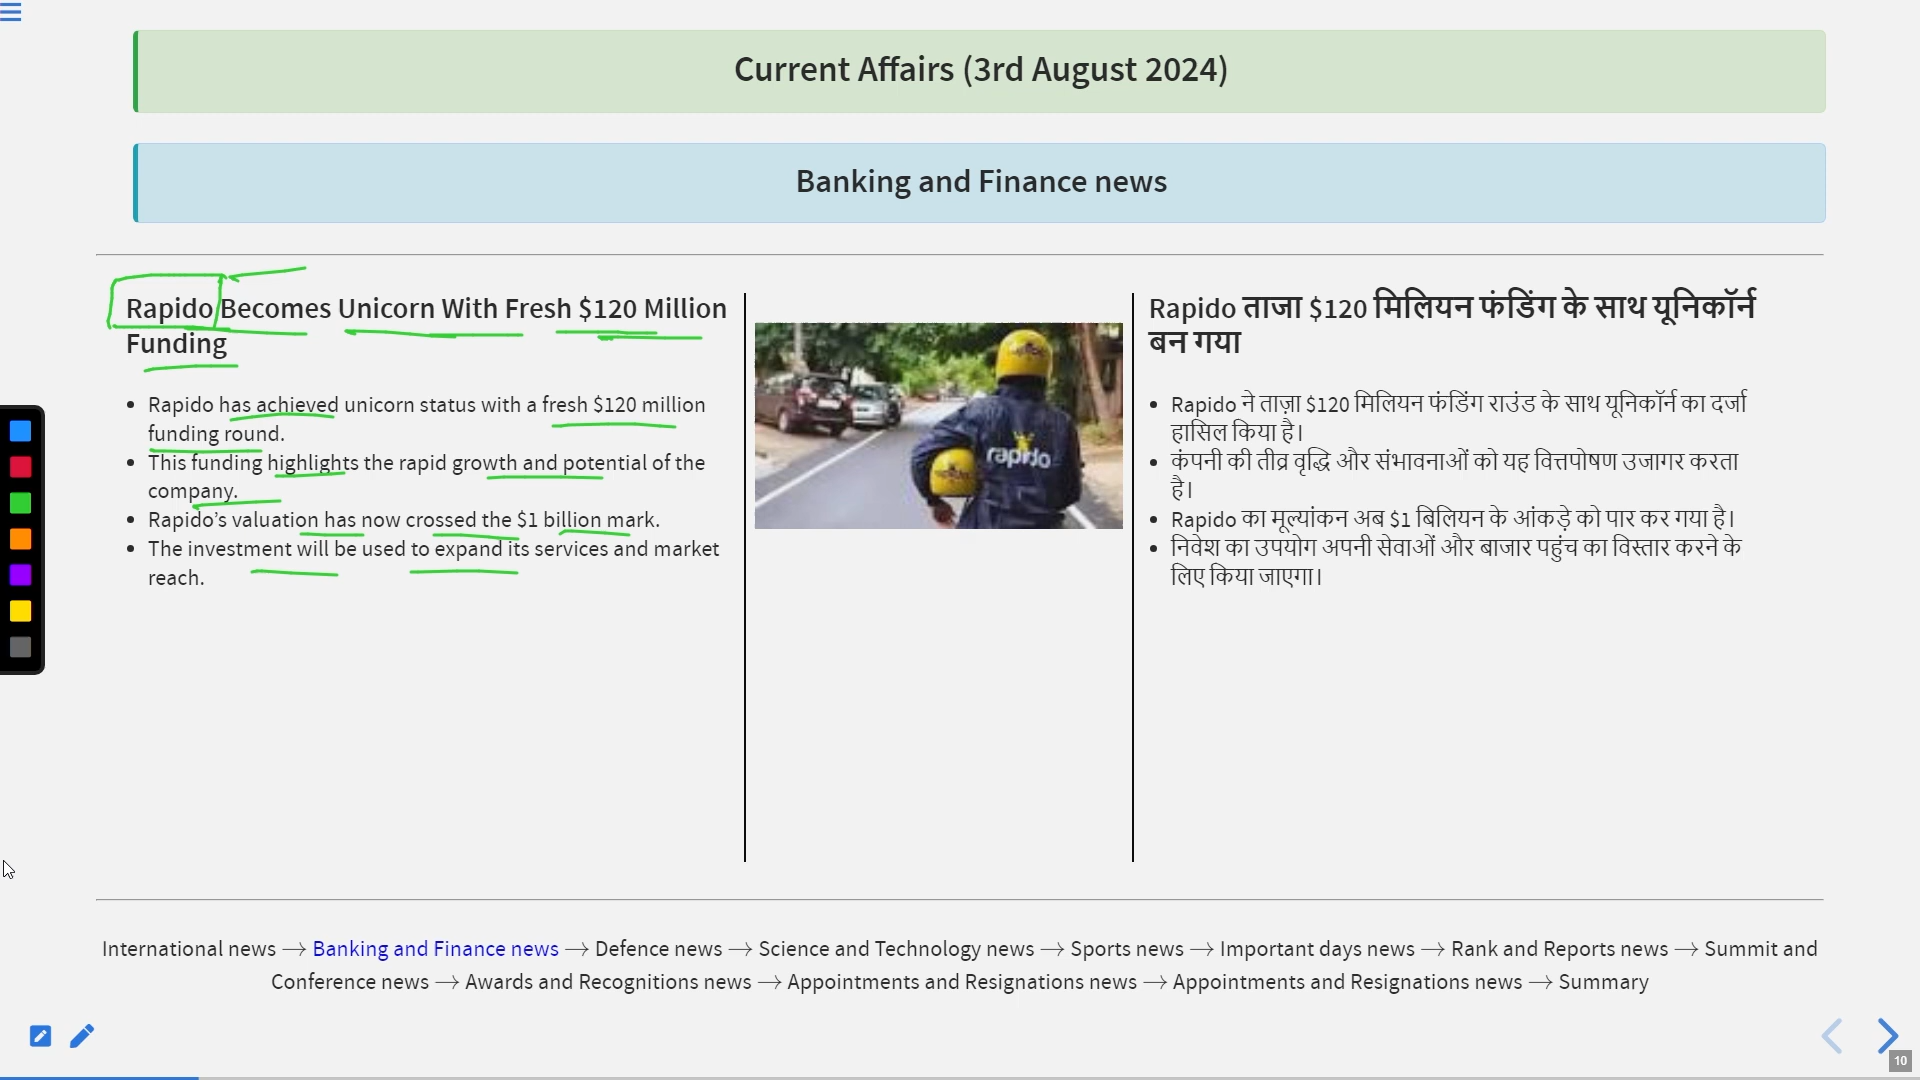 Current Affairs (3rd August 2024)
Banking and Finance news
Rapido Becomes Unicorn With Fresh $120 Million
Funding
• Rapido has achieved unicorn status with a fresh $120 million
funding round.
• This funding highlights the rapid growth and potential of the
company.
• Rapido’s valuation has now crossed the $1 billion mark.
• The investment will be used to expand its services and market
reach.
rapido
Rapido ताजा $120 मिलियन फंडिंग के साथ यूनिकॉर्न
बन गया
• Rapido ने ताज़ा $120 मिलियन फंडिंग राउंड के साथ यूनिकॉर्न का दर्जा
हासिल किया है।
• कंपनी की तीव्र वृद्धि और संभावनाओं को यह वित्तपोषण उजागर करता
है।
• Rapido का मूल्यांकन अब $1 बिलियन के आंकड़े को पार कर गया है।
• निवेश का उपयोग अपनी सेवाओं और बाजार पहुंच का विस्तार करने के
लिए किया जाएगा।
International news → Banking and Finance news → Defence news → Science and Technology news → Sports news → Important days news → Rank and Reports news → Summit and
Conference news → Awards and Recognitions news → Appointments and Resignations news → Appointments and Resignations news → Summary
10